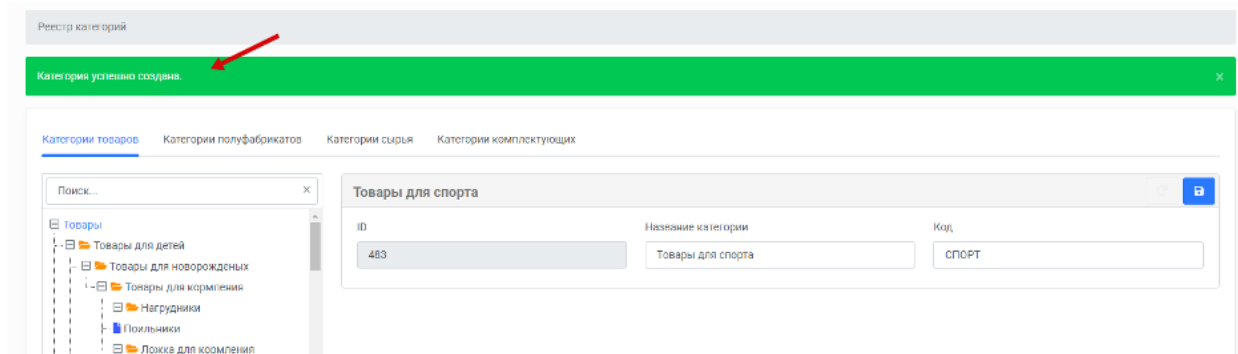 Реестр категорий
Категория успешно создана.
Категории товаров Категории полуфабрикатов Категории сырья Категории комплектующих
Поиск...
Товары для спорта
Товары
Товары для детей
Товары для новорожденых
Товары для кормления
Нагрудники
Поильники
Ложка для кормления
ID Название категории Код
483 Товары для спорта СПОРТ